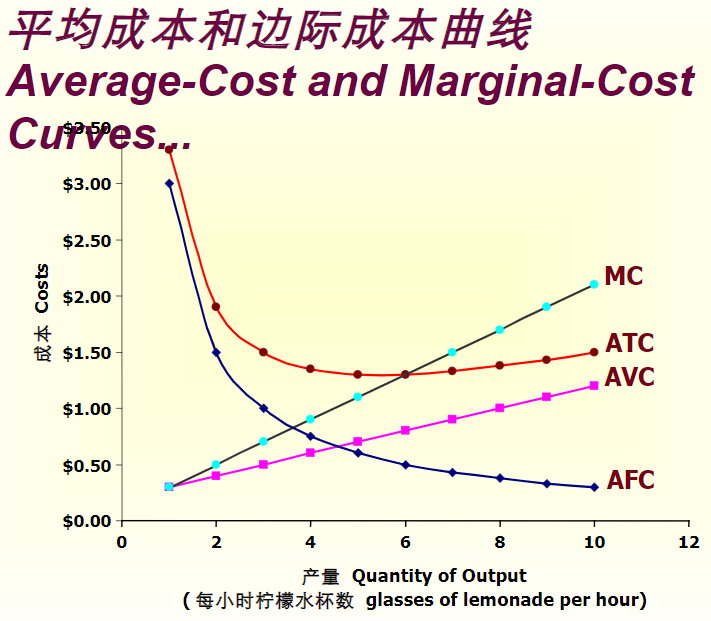 平均成本和边际成本曲线
Average-Cost and Marginal-Cost
Curves...
$3.50
$3.00
$2.50
$2.00
$1.50
$1.00
$0.50
$0.00
成本 Costs
MC
ATC
AVC
AFC
0 2 4 6 8 10 12
产量 Quantity of Output
( 每小时柠檬水杯数 glasses of lemonade per hour)